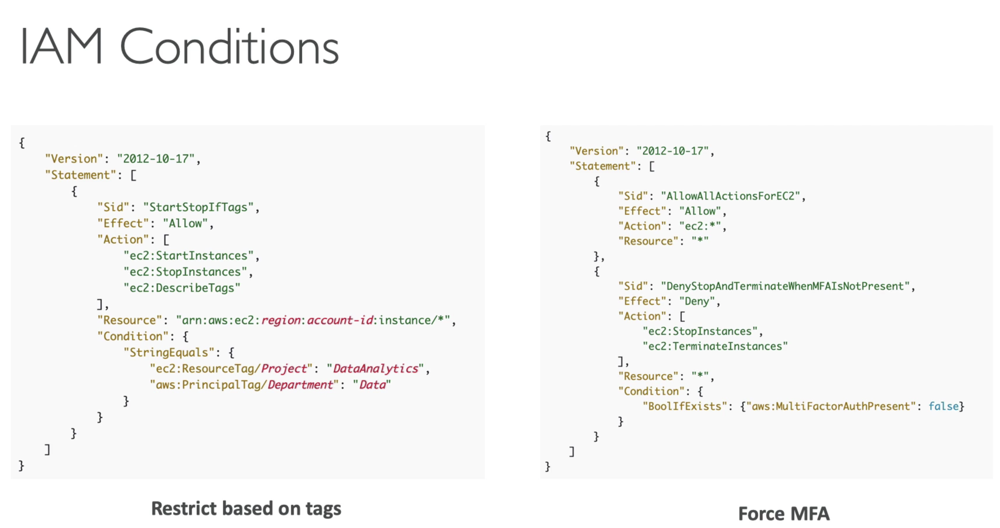 IAM Conditions
{
    "Version": "2012-10-17",
    "Statement": [
        {
            "Sid": "StartStopIfTags",
            "Effect": "Allow",
            "Action": [
                "ec2:StartInstances",
                "ec2:StopInstances",
                "ec2:DescribeTags"
            ],
            "Resource": "arn:aws:ec2:region:account-id:instance/*",
            "Condition": {
                "StringEquals": {
                    "ec2:ResourceTag/Project": "DataAnalytics",
                    "aws:PrincipalTag/Department": "Data"
                }
            }
        }
    ]
}
Restrict based on tags
{
    "Version": "2012-10-17",
    "Statement": [
        {
            "Sid": "AllowAllActionsForEC2",
            "Effect": "Allow",
            "Action": "ec2:*",
            "Resource": "*"
        },
        {
            "Sid": "DenyStopAndTerminateWhenMFAIsNotPresent",
            "Effect": "Deny",
            "Action": [
                "ec2:StopInstances",
                "ec2:TerminateInstances"
            ],
            "Resource": "*",
            "Condition": {
                "BoolIfExists": {"aws:MultiFactorAuthPresent": false}
            }
        }
    ]
}
Force MFA